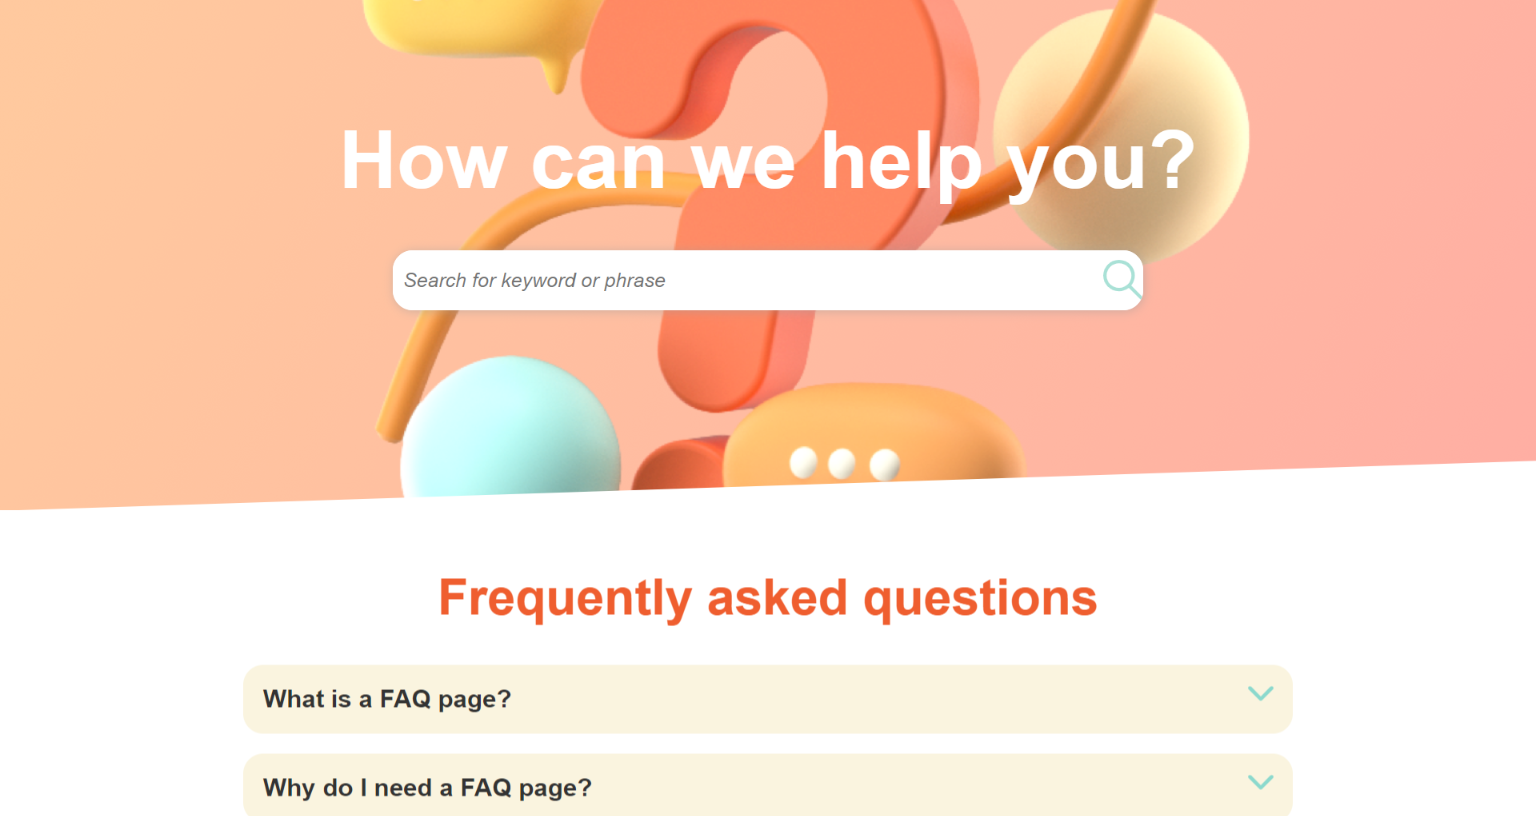 How can we help you?
Search for keyword or phrase
Frequently asked questions
What is a FAQ page?
Why do I need a FAQ page?